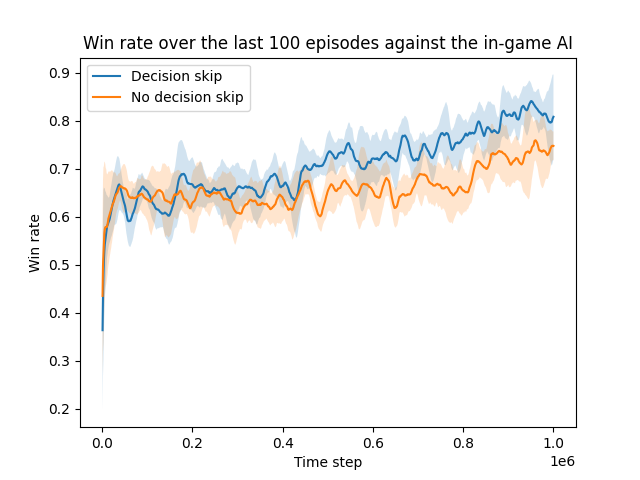 Win rate over the last 100 episodes against the in-game AI
Decision skip
No decision skip
Win rate
0.9
0.8
0.7
0.6
0.5
0.4
0.3
0.2
0.0 0.2 0.4 0.6 0.8 1.0
1e6
Time step